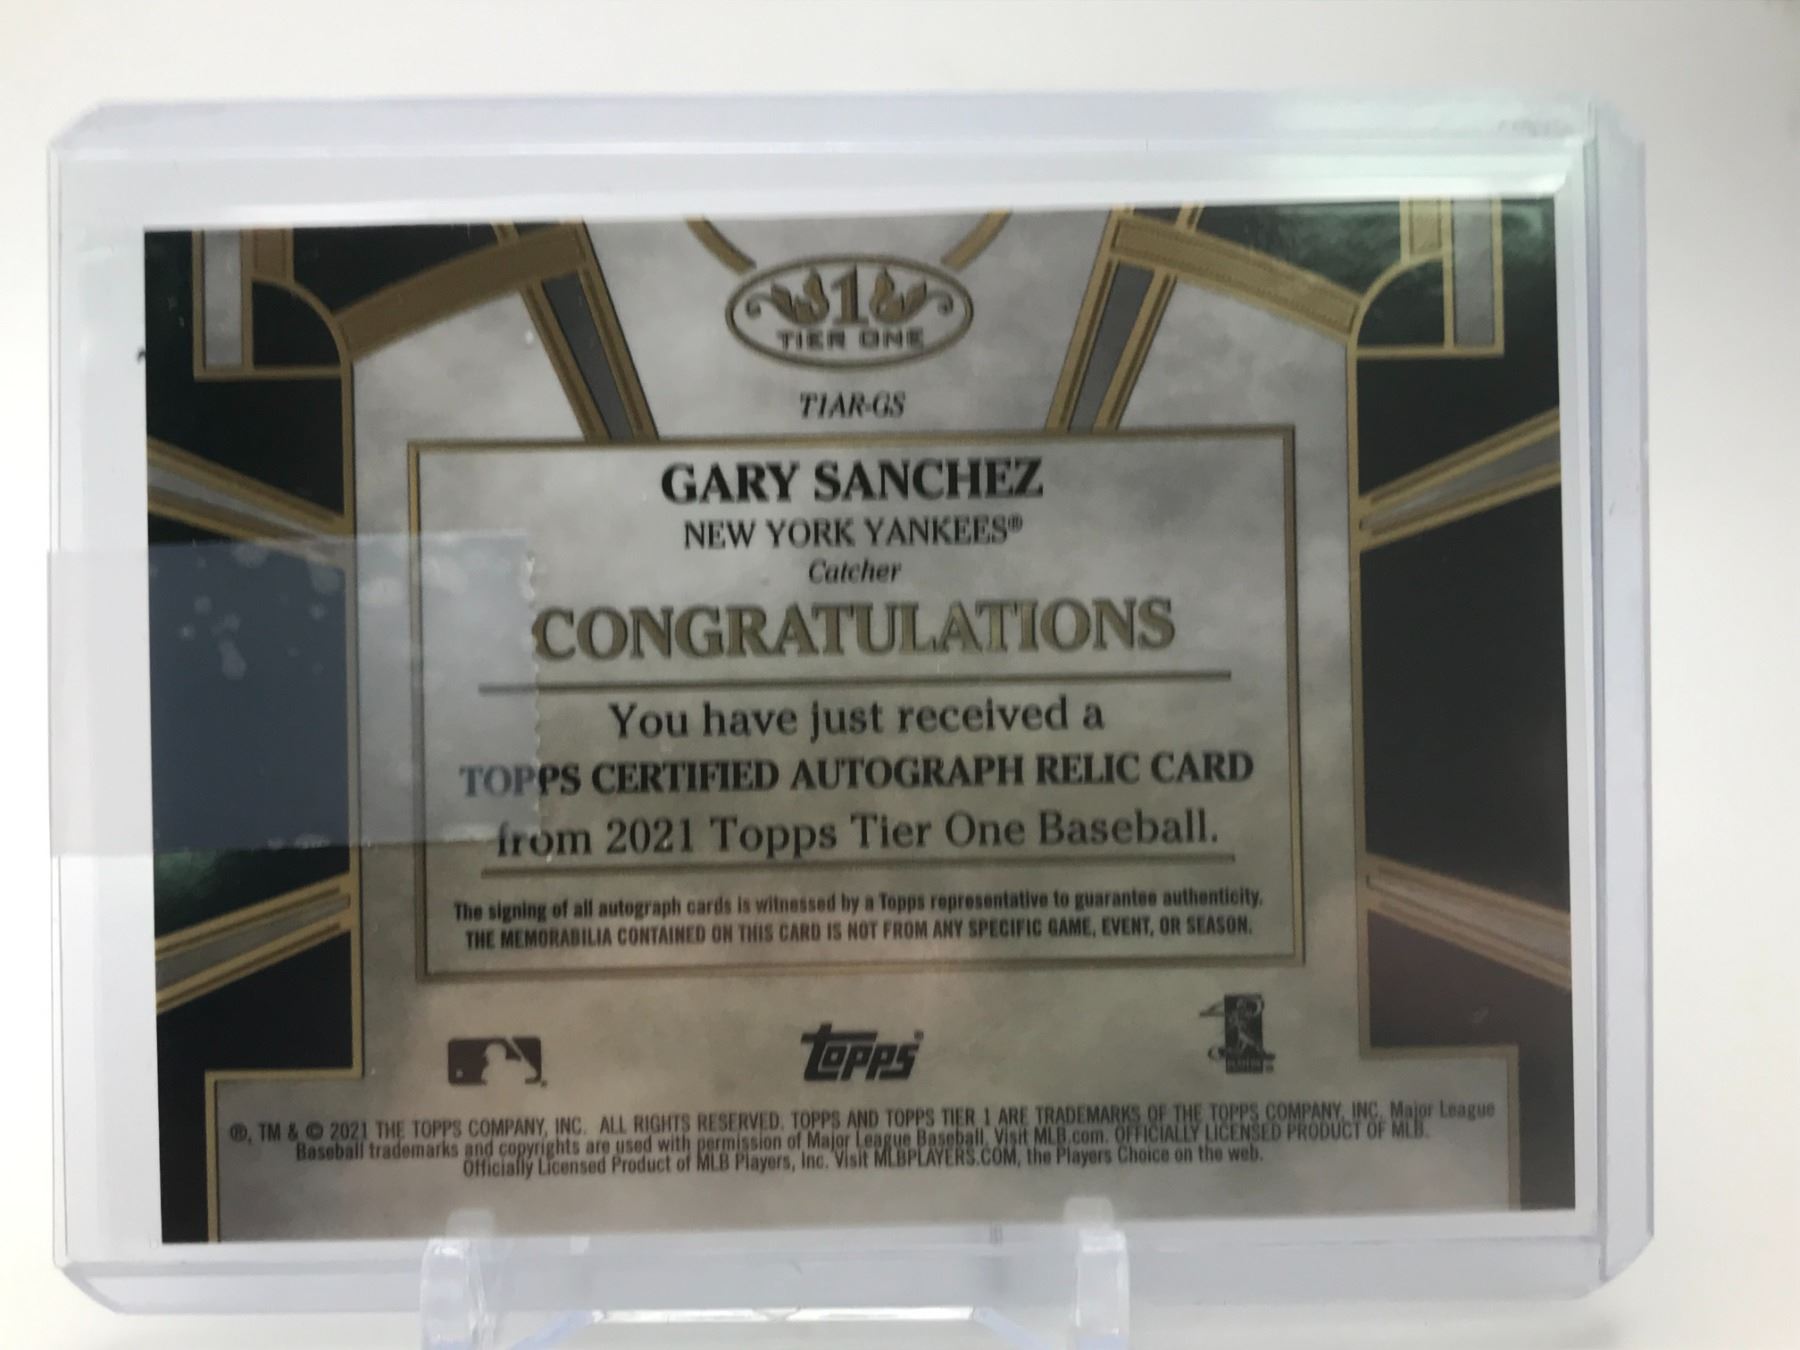 1
TIER ONE
T1AR-GS
GARY SANCHEZ
NEW YORK YANKEES®
Catcher
CONGRATULATIONS
You have just received a
TOPPS CERTIFIED AUTOGRAPH RELIC CARD
from 2021 Topps Tier One Baseball.
The signing of all autograph cards is witnessed by a Topps representative to guarantee authenticity.
THE MEMORABILIA CONTAINED ON THIS CARD IS NOT FROM ANY SPECIFIC GAME, EVENT, OR SEASON.
topps®
®, TM & © 2021 THE TOPPS COMPANY, INC. ALL RIGHTS RESERVED. TOPPS AND TOPPS TIER 1 ARE TRADEMARKS OF THE TOPPS COMPANY, INC. Major League
Baseball trademarks and copyrights are used with permission of Major League Baseball. Visit MLB.com. OFFICIALLY LICENSED PRODUCT OF MLB.
Officially Licensed Product of MLB Players, Inc. Visit MLBPLAYERS.COM, the Players Choice on the web.